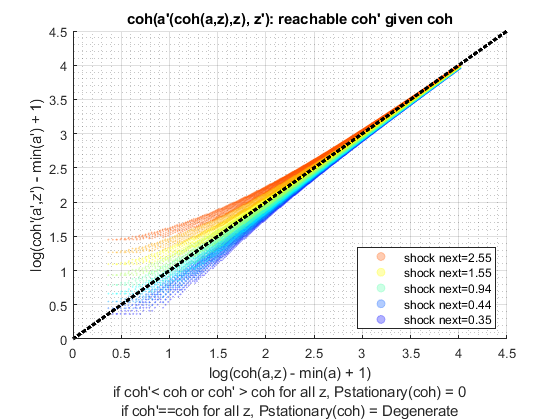 coh(a'(coh(a,z),z), z'): reachable coh' given coh
4.5
4
3.5
3
2.5
2
1.5
1
0.5
0
log(coh'(a',z') - min(a') + 1)
shock next=2.55
shock next=1.55
shock next=0.94
shock next=0.44
shock next=0.35
0 0.5 1 1.5 2 2.5 3 3.5 4 4.5
log(coh(a,z) - min(a) + 1)
if coh'< coh or coh' > coh for all z, Pstationary(coh) = 0
if coh'==coh for all z, Pstationary(coh) = Degenerate